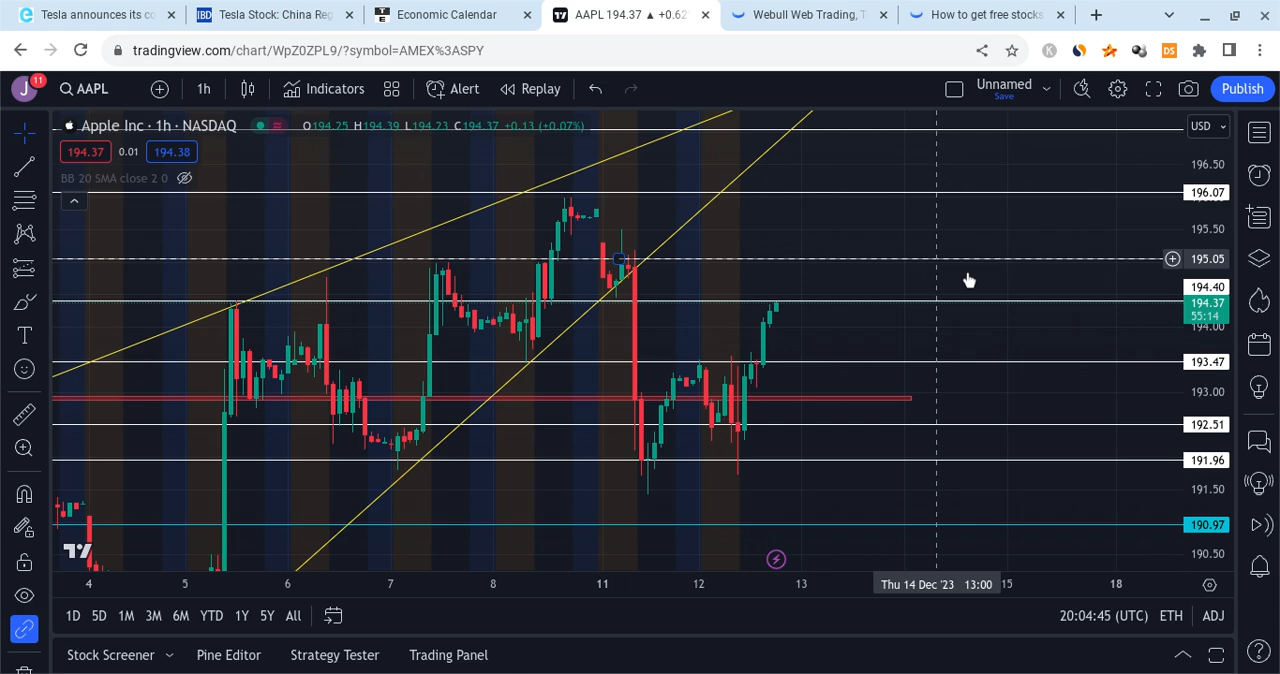 Tesla announces its co
IBD Tesla Stock: China Reg
TE Economic Calendar
AAPL 194.37 ▲ +0.62
Webull Web Trading, T
How to get free stocks
tradingview.com/chart/WpZ0ZPL9/?symbol=AMEX%3ASPY
K
DS
J
11
AAPL
1h
Indicators
Alert
Replay
Unnamed
Save
Publish
Apple Inc · 1h · NASDAQ
O194.25 H194.39 L194.23 C194.37 +0.13 (+0.07%)
USD
194.37
0.01
194.38
BB 20 SMA close 2 0
196.50
196.07
195.50
195.05
194.40
194.37
55:14
194.00
193.47
193.00
192.51
191.96
191.50
190.97
190.50
4 5 6 7 8 11 12 13 Thu 14 Dec '23 13:00 15 18
1D 5D 1M 3M 6M YTD 1Y 5Y All
20:04:45 (UTC) ETH ADJ
Stock Screener Pine Editor Strategy Tester Trading Panel